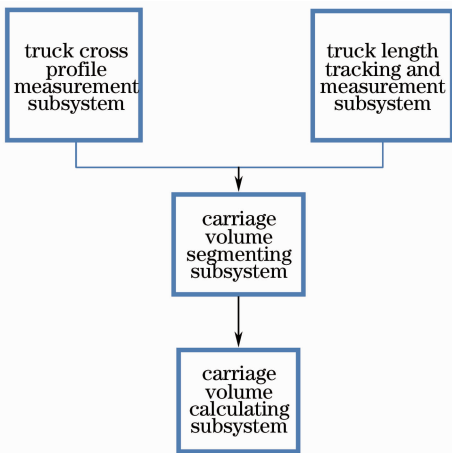 truck cross
profile
measurement
subsystem
truck length
tracking and
measurement
subsystem
carriage
volume
segmenting
subsystem
carriage
volume
calculating
subsystem